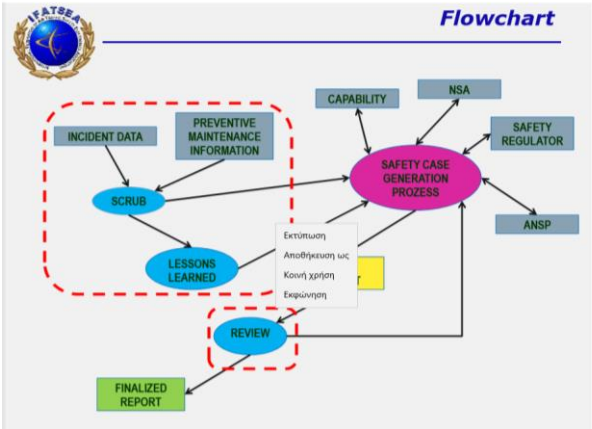 IFATSEA
Flowchart
CAPABILITY
NSA
INCIDENT DATA
PREVENTIVE
MAINTENANCE
INFORMATION
SAFETY
REGULATOR
SAFETY CASE
GENERATION
PROZESS
SCRUB
ANSP
LESSONS
LEARNED
Εκτύπωση
Αποθήκευση ως
Κοινή χρήση
Εκφώνηση
REVIEW
FINALIZED
REPORT